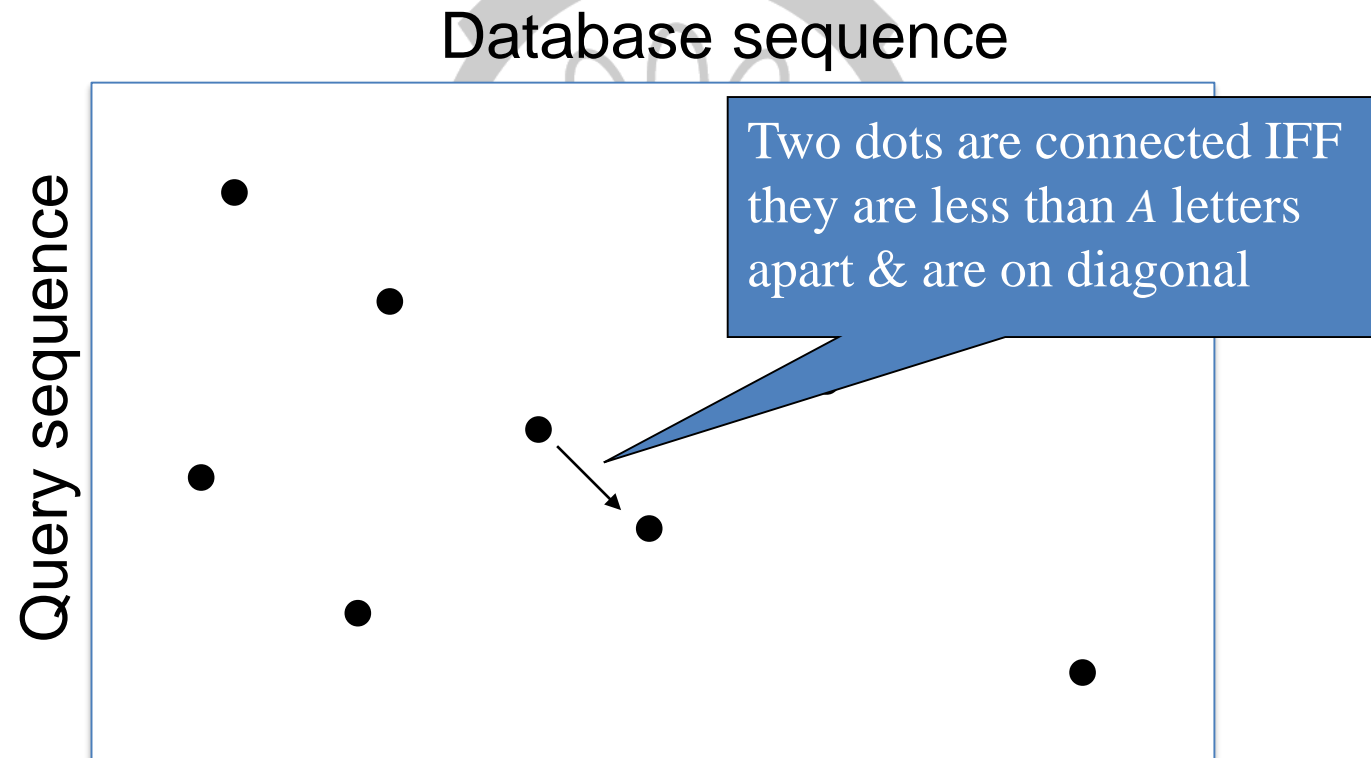 Database sequence
Query sequence
Two dots are connected IFF
they are less than A letters
apart & are on diagonal